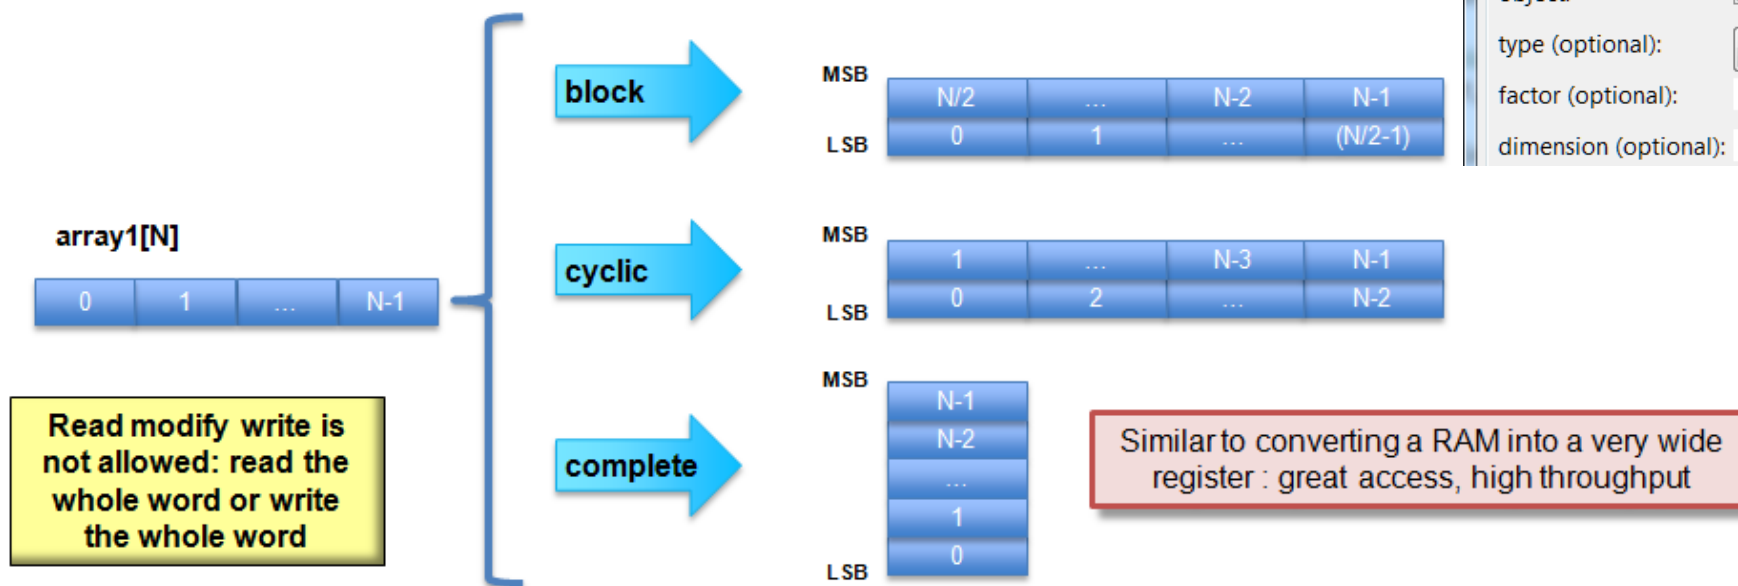 type (optional):
factor (optional):
dimension (optional):
block
MSB
N/2 ... N-2 N-1
LSB
0 1 ... (N/2-1)
array1[N]
0 1 ... N-1
cyclic
MSB
1 ... N-3 N-1
LSB
0 2 ... N-2
Read modify write is
not allowed: read the
whole word or write
the whole word
complete
MSB
N-1
N-2
...
1
0
LSB
Similar to converting a RAM into a very wide
register : great access, high throughput